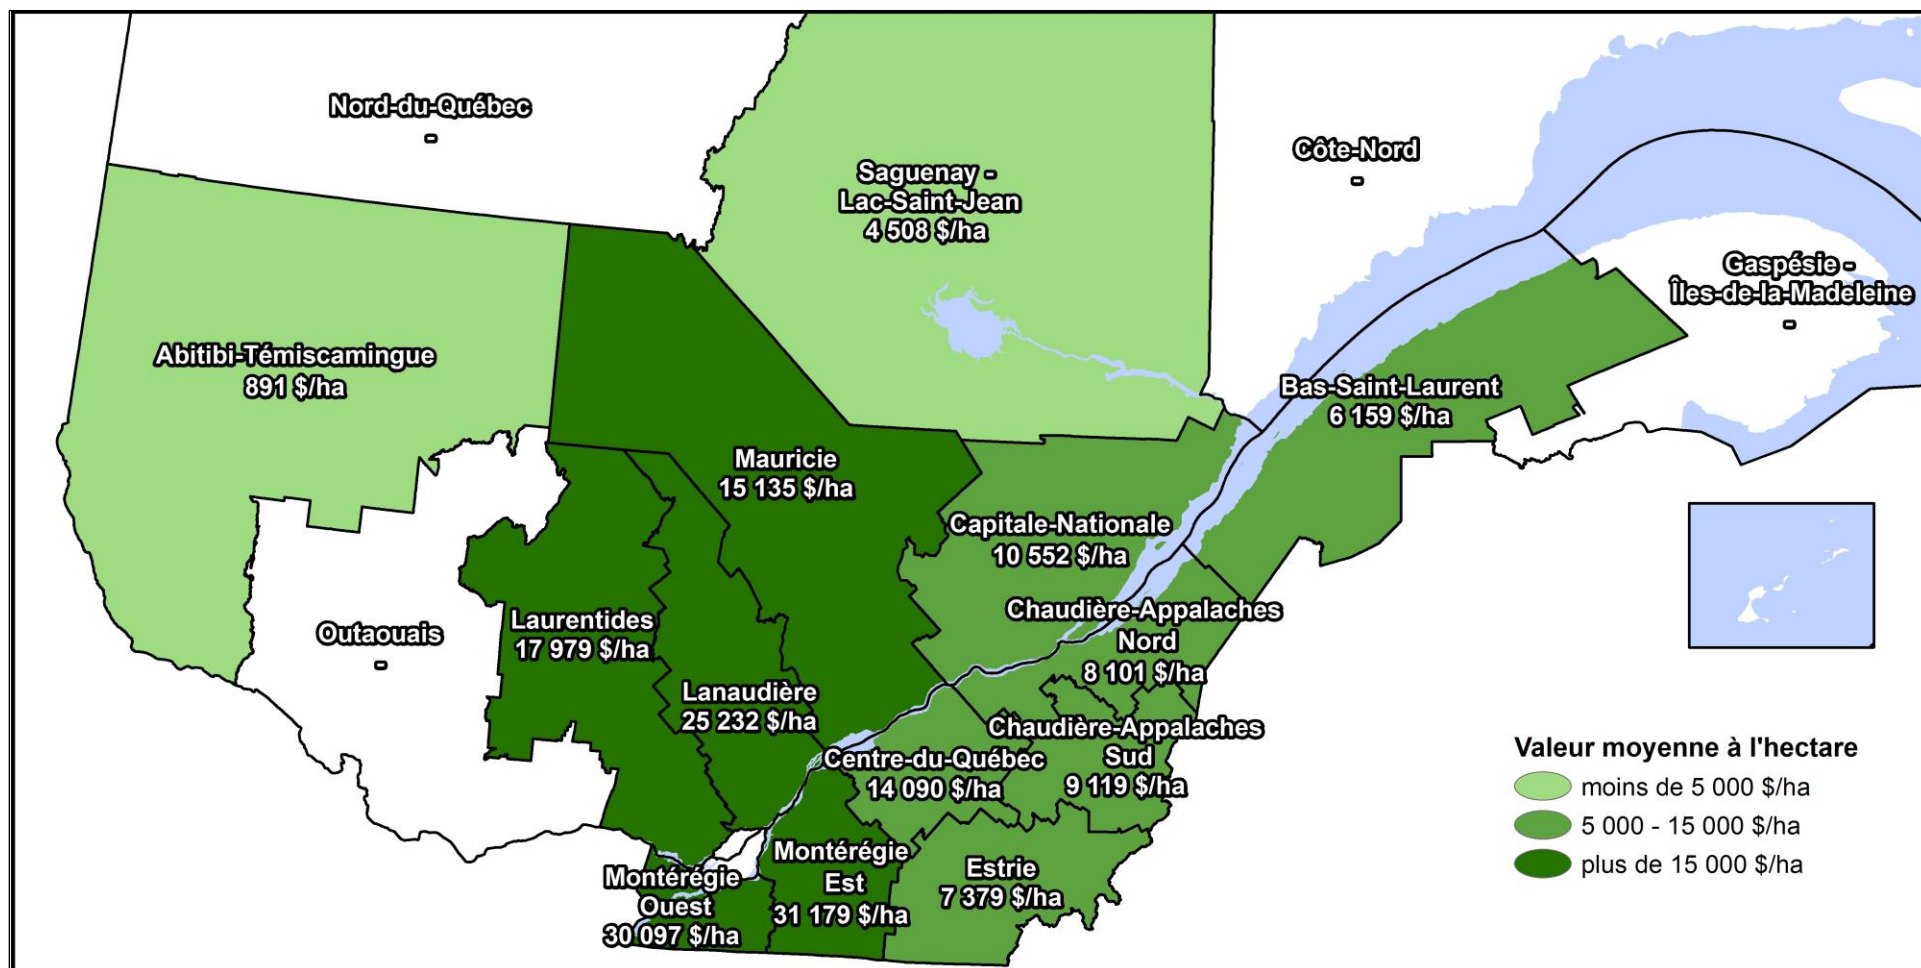 Nord-du-Québec
-
Côte-Nord
-
Saguenay -
Lac-Saint-Jean
4 508 $/ha
Gaspésie -
Îles-de-la-Madeleine
-
Abitibi-Témiscamingue
891 $/ha
Bas-Saint-Laurent
6 159 $/ha
Mauricie
15 135 $/ha
Capitale-Nationale
10 552 $/ha
Outaouais
-
Laurentides
17 979 $/ha
Chaudière-Appalaches
Nord
8 101 $/ha
Lanaudière
25 232 $/ha
Chaudière-Appalaches
Sud
9 119 $/ha
Centre-du-Québec
14 090 $/ha
Montérégie
Est
31 179 $/ha
Montérégie
Ouest
30 097 $/ha
Estrie
7 379 $/ha
Valeur moyenne à l'hectare
moins de 5 000 $/ha
5 000 - 15 000 $/ha
plus de 15 000 $/ha